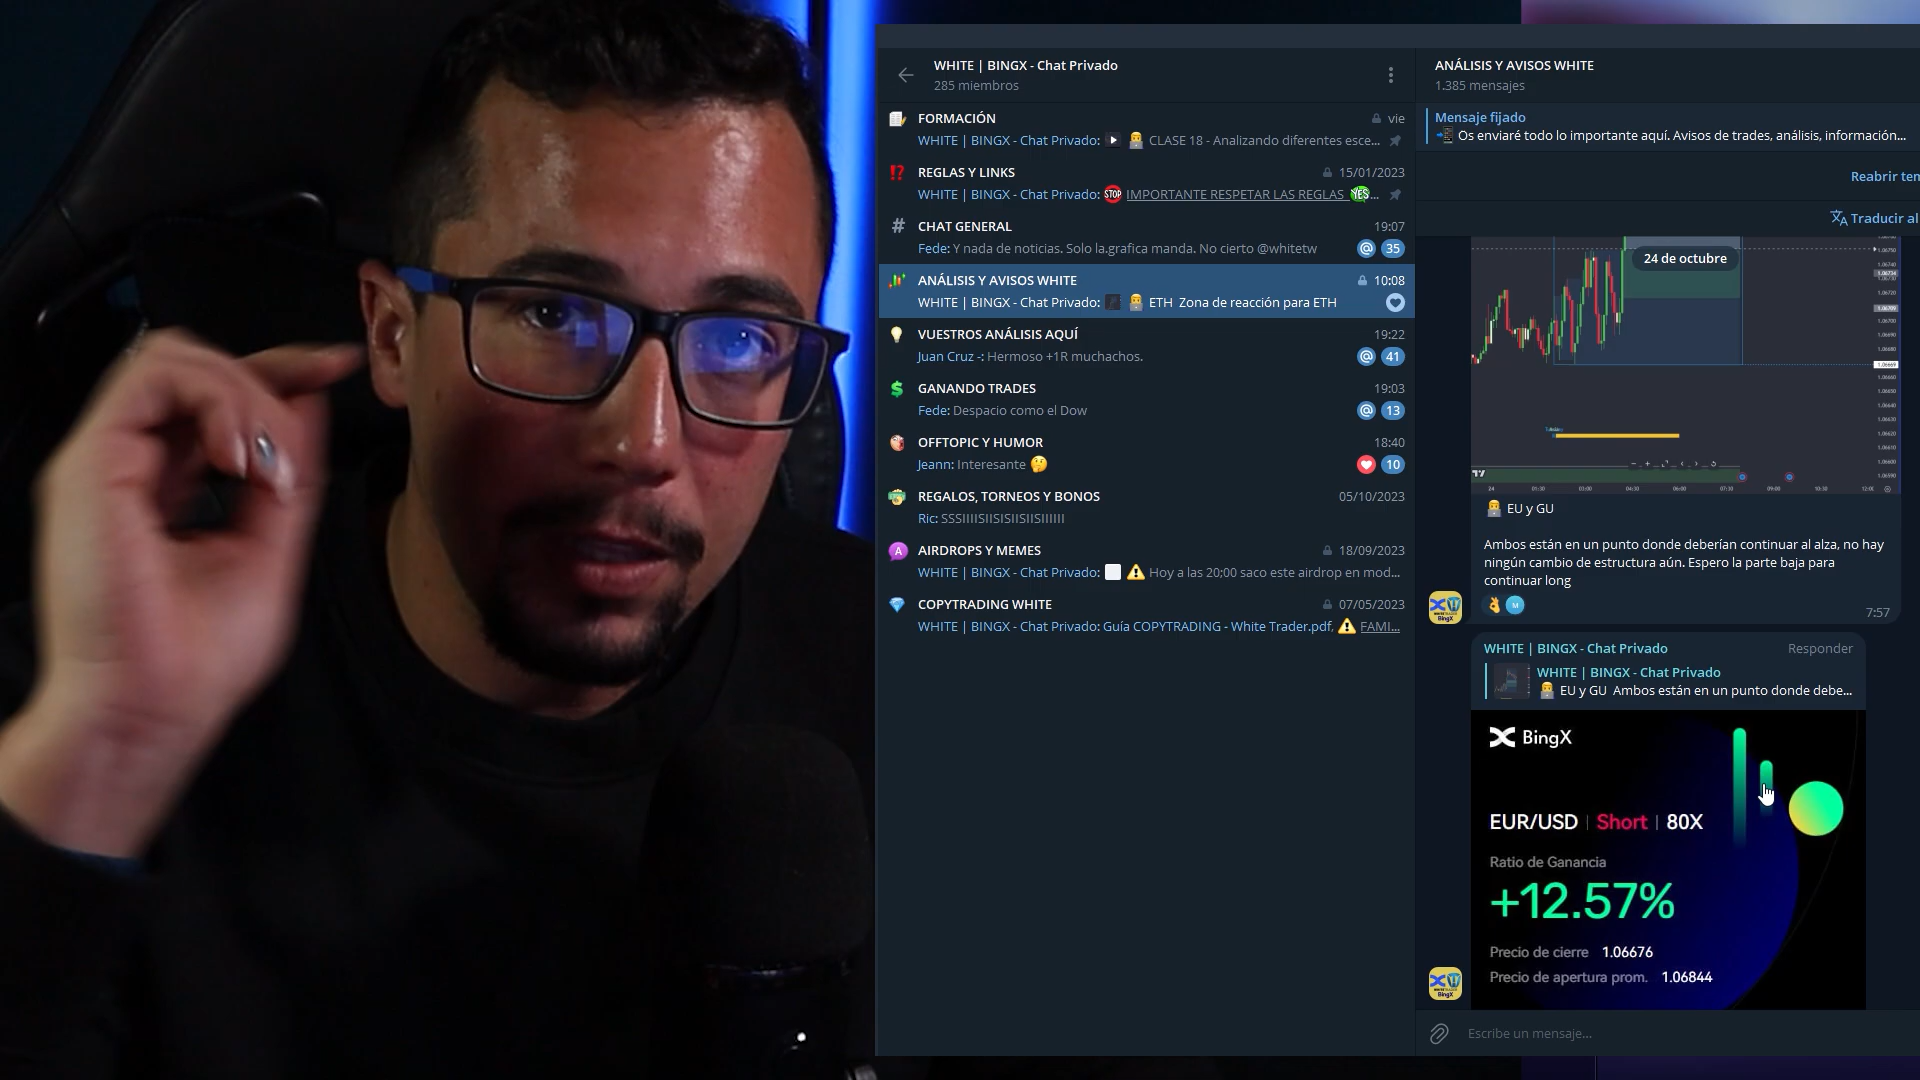 WHITE | BINGX - Chat Privado
285 miembros
FORMACIÓN
vie
WHITE | BINGX - Chat Privado: CLASE 18 - Analizando diferentes esce...
REGLAS Y LINKS
15/01/2023
WHITE | BINGX - Chat Privado: STOP IMPORTANTE RESPETAR LAS REGLAS YES...
CHAT GENERAL
19:07
Fede: Y nada de noticias. Solo la.grafica manda. No cierto @whitetw
@ 35
ANÁLISIS Y AVISOS WHITE
10:08
WHITE | BINGX - Chat Privado: ETH Zona de reacción para ETH
VUESTROS ANÁLISIS AQUÍ
19:22
Juan Cruz -: Hermoso +1R muchachos.
@ 41
GANANDO TRADES
19:03
Fede: Despacio como el Dow
@ 13
OFFTOPIC Y HUMOR
18:40
Jeann: Interesante 🤔
10
REGALOS, TORNEOS Y BONOS
05/10/2023
Ric: SSSIIIISIISISIISIISIIIIII
A AIRDROPS Y MEMES
18/09/2023
WHITE | BINGX - Chat Privado: ⚠️ Hoy a las 20;00 saco este airdrop en mod...
COPYTRADING WHITE
07/05/2023
WHITE | BINGX - Chat Privado: Guía COPYTRADING - White Trader.pdf, ⚠️ FAMI...
ANÁLISIS Y AVISOS WHITE
1.385 mensajes
Mensaje fijado
Os enviaré todo lo importante aquí. Avisos de trades, análisis, información...
Reabrir tem
Traducir al
24 de octubre
EU y GU
Ambos están en un punto donde deberían continuar al alza, no hay
ningún cambio de estructura aún. Espero la parte baja para
continuar long
M
7:57
WHITE | BINGX - Chat Privado
Responder
WHITE | BINGX - Chat Privado
EU y GU Ambos están en un punto donde debe...
BingX
EUR/USD | Short | 80X
Ratio de Ganancia
+12.57%
Precio de cierre 1.06676
Precio de apertura prom. 1.06844
BingX
Escribe un mensaje...